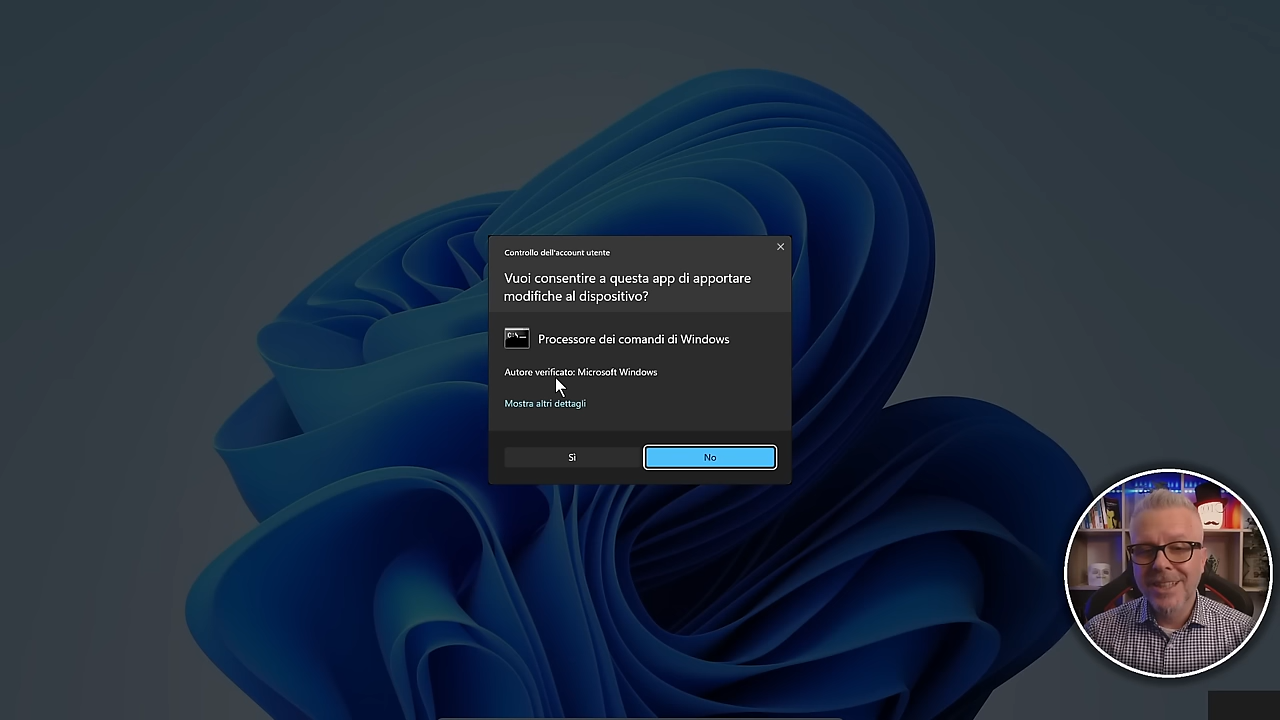 Controllo dell'account utente
Vuoi consentire a questa app di apportare
modifiche al dispositivo?
Processore dei comandi di Windows
Autore verificato: Microsoft Windows
Mostra altri dettagli
Sì
No